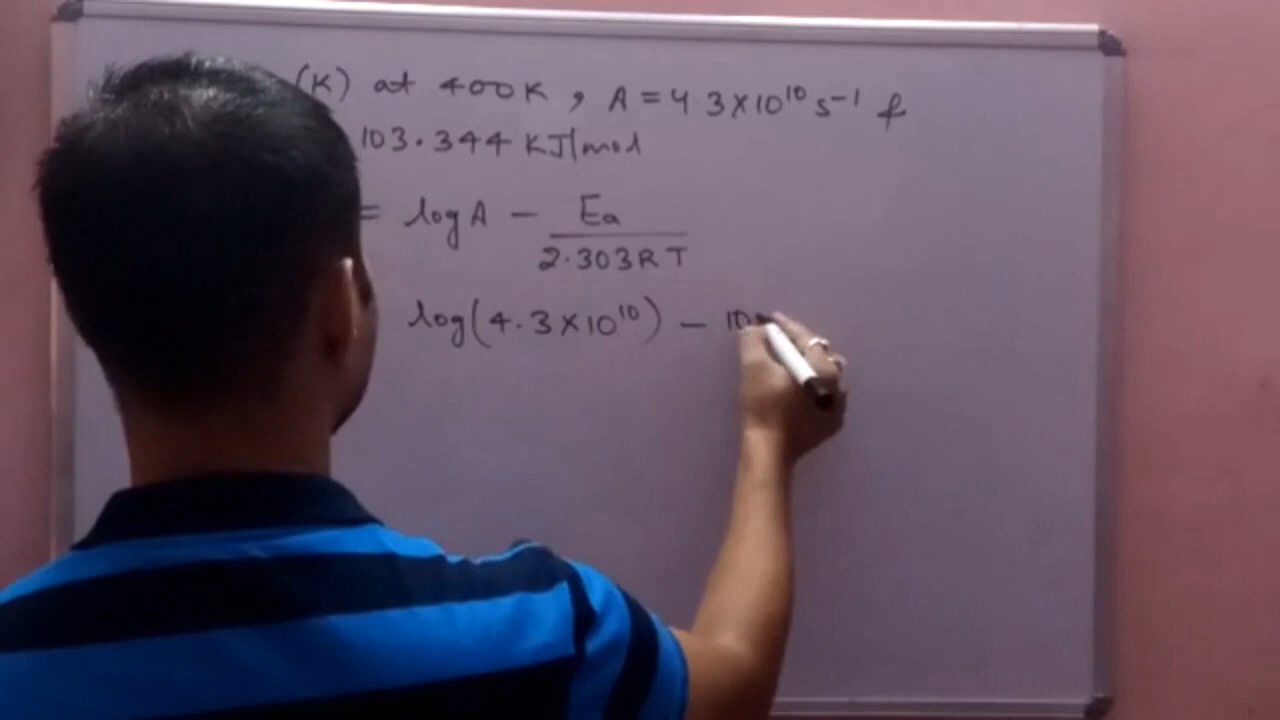 (K) at 400K , A = 4.3×10¹⁰ s⁻¹ &
103.344 KJ/mol
= log A − Ea
2.303RT
log(4.3×10¹⁰) − 10